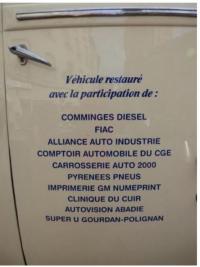 Véhicule restauré
avec la participation de :
COMMINGES DIESEL
FIAC
ALLIANCE AUTO INDUSTRIE
COMPTOIR AUTOMOBILE DU CGE
CARROSSERIE AUTO 2000
PYRENEES PNEUS
IMPRIMERIE GM NUMEPRINT
CLINIQUE DU CUIR
AUTOVISION ABADIE
SUPER U GOURDAN-POLIGNAN